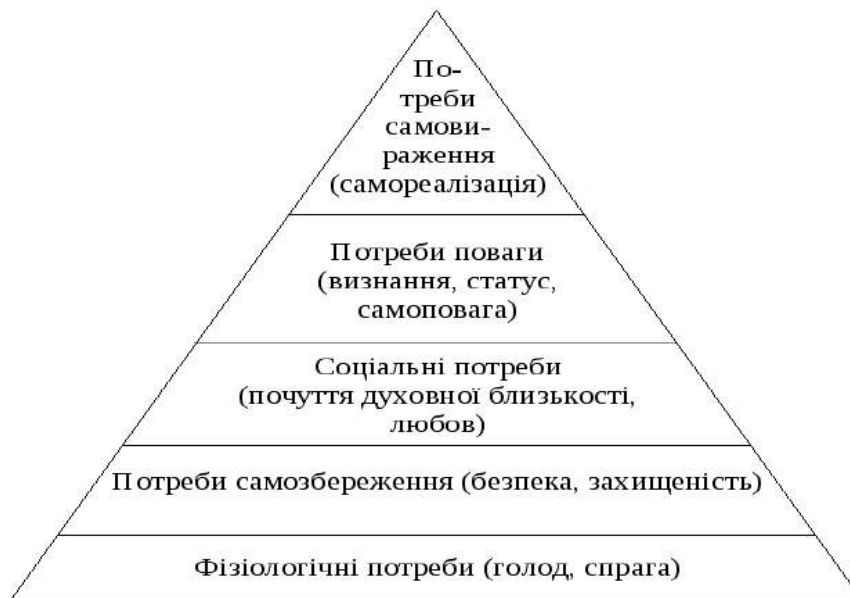 По-
треби
самови-
раження
(самореалізація)
Потреби поваги
(визнання, статус,
самоповага)
Соціальні потреби
(почуття духовної близькості,
любов)
Потреби самозбереження (безпека, захищеність)
Фізіологічні потреби (голод, спрага)